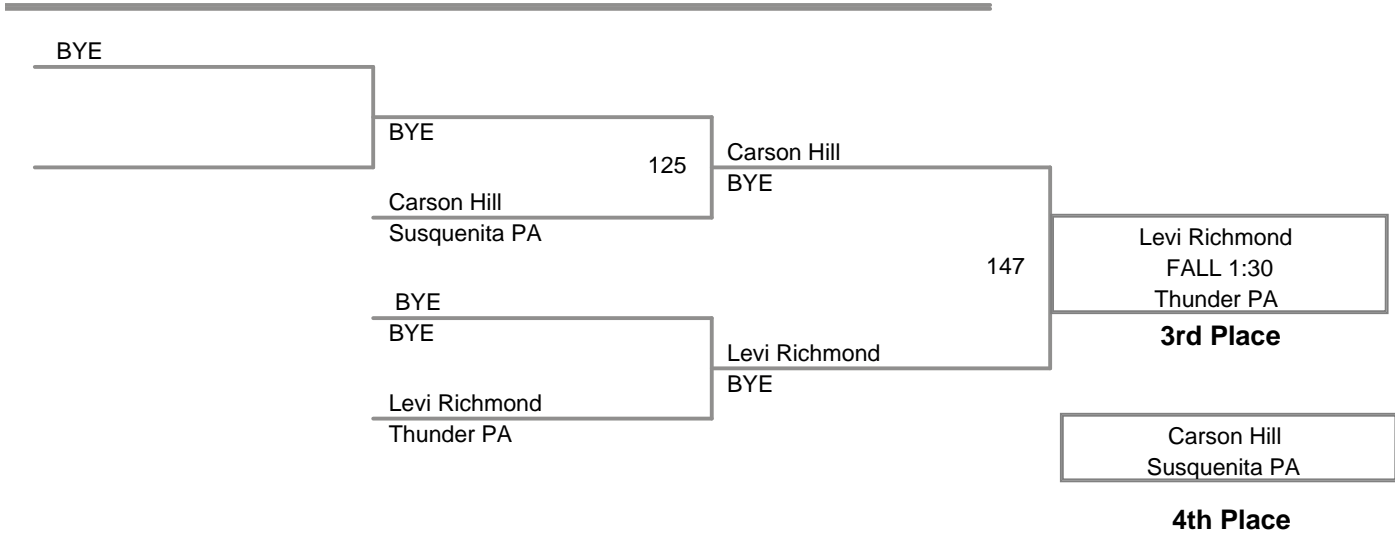 BYE
BYE
125
Carson Hill
Susquenita PA
Carson Hill
BYE
BYE
BYE
Levi Richmond
Thunder PA
Levi Richmond
BYE
147
Levi Richmond
FALL 1:30
Thunder PA
3rd Place
Carson Hill
Susquenita PA
4th Place